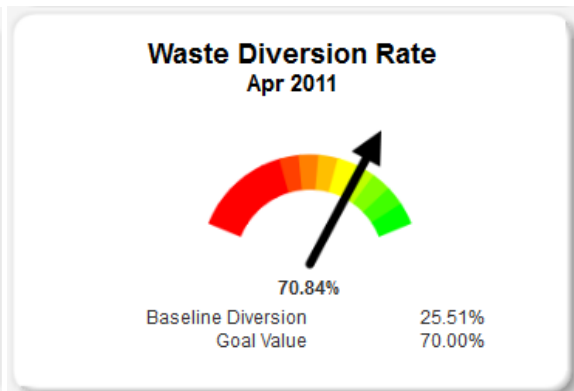 Waste Diversion Rate
Apr 2011
70.84%
Baseline Diversion 25.51%
Goal Value 70.00%